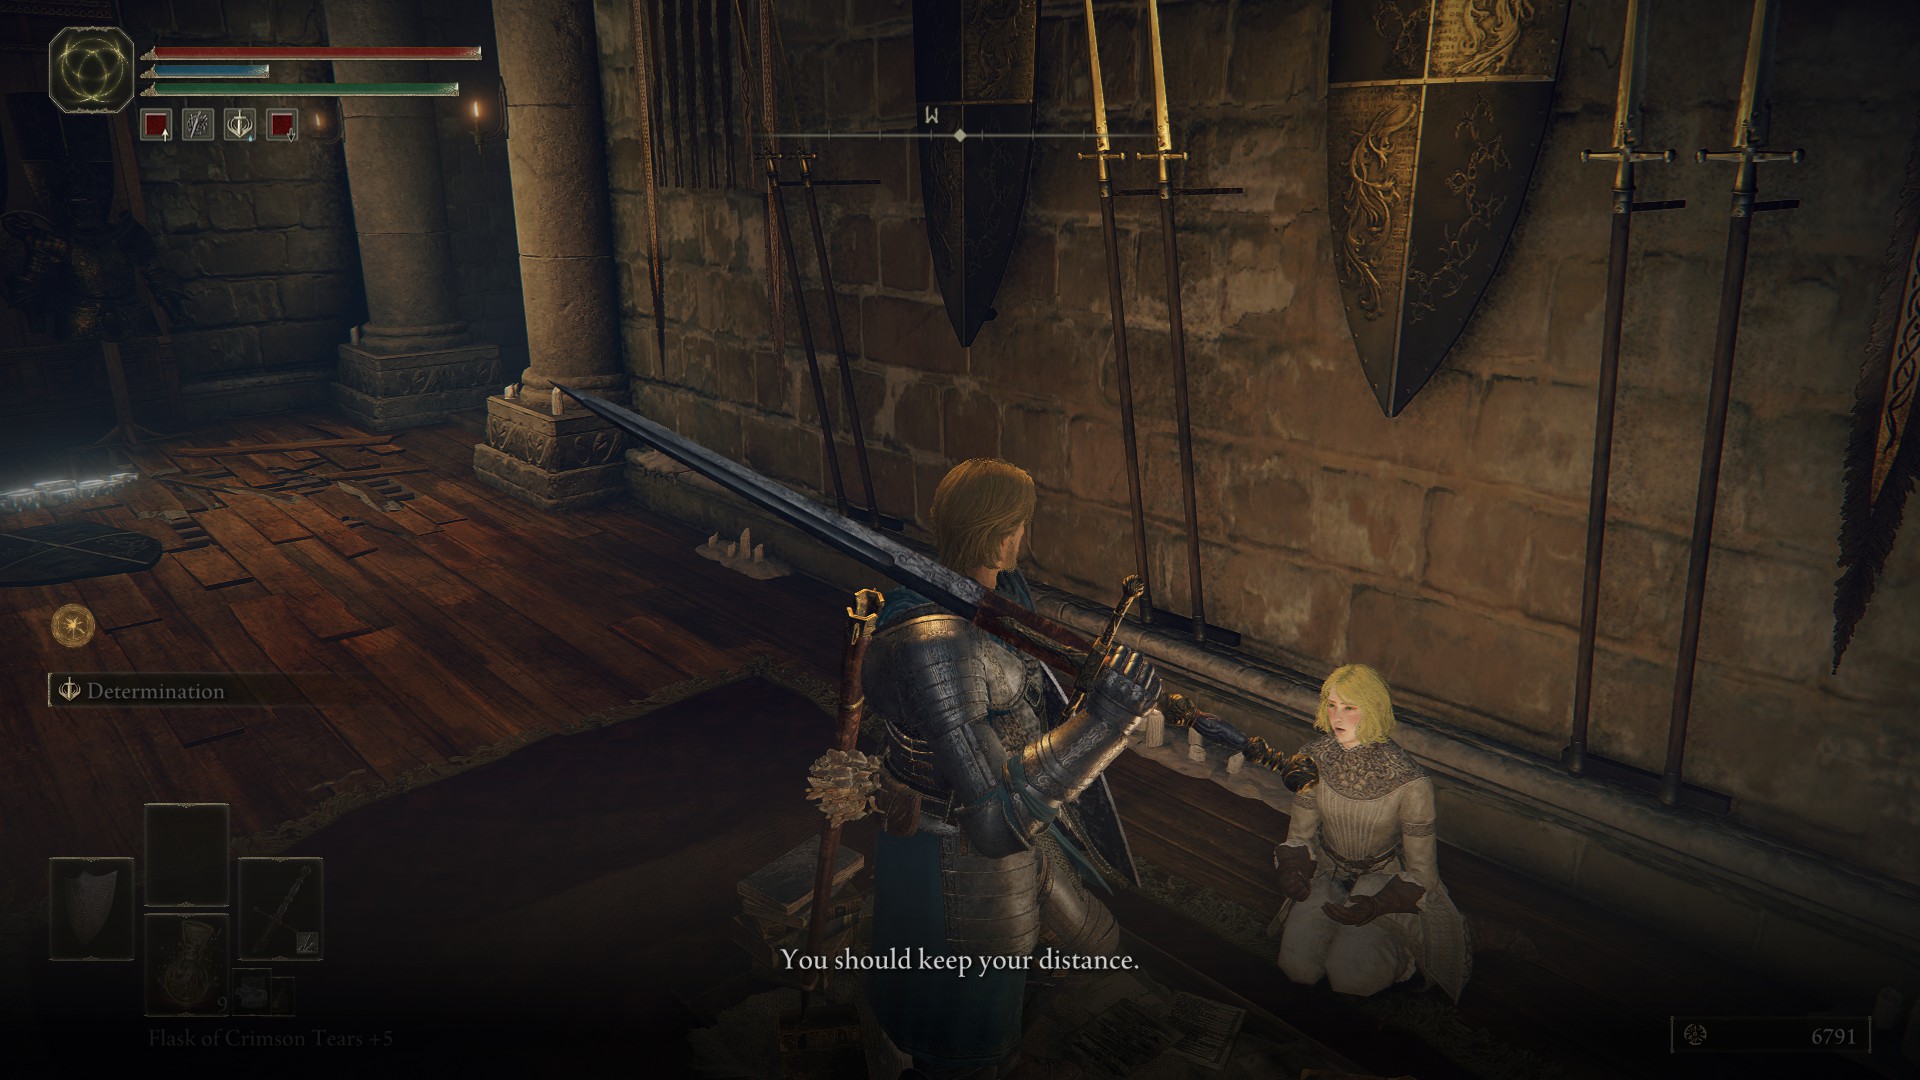 W
Determination
You should keep your distance.
9
Flask of Crimson Tears +5
6791